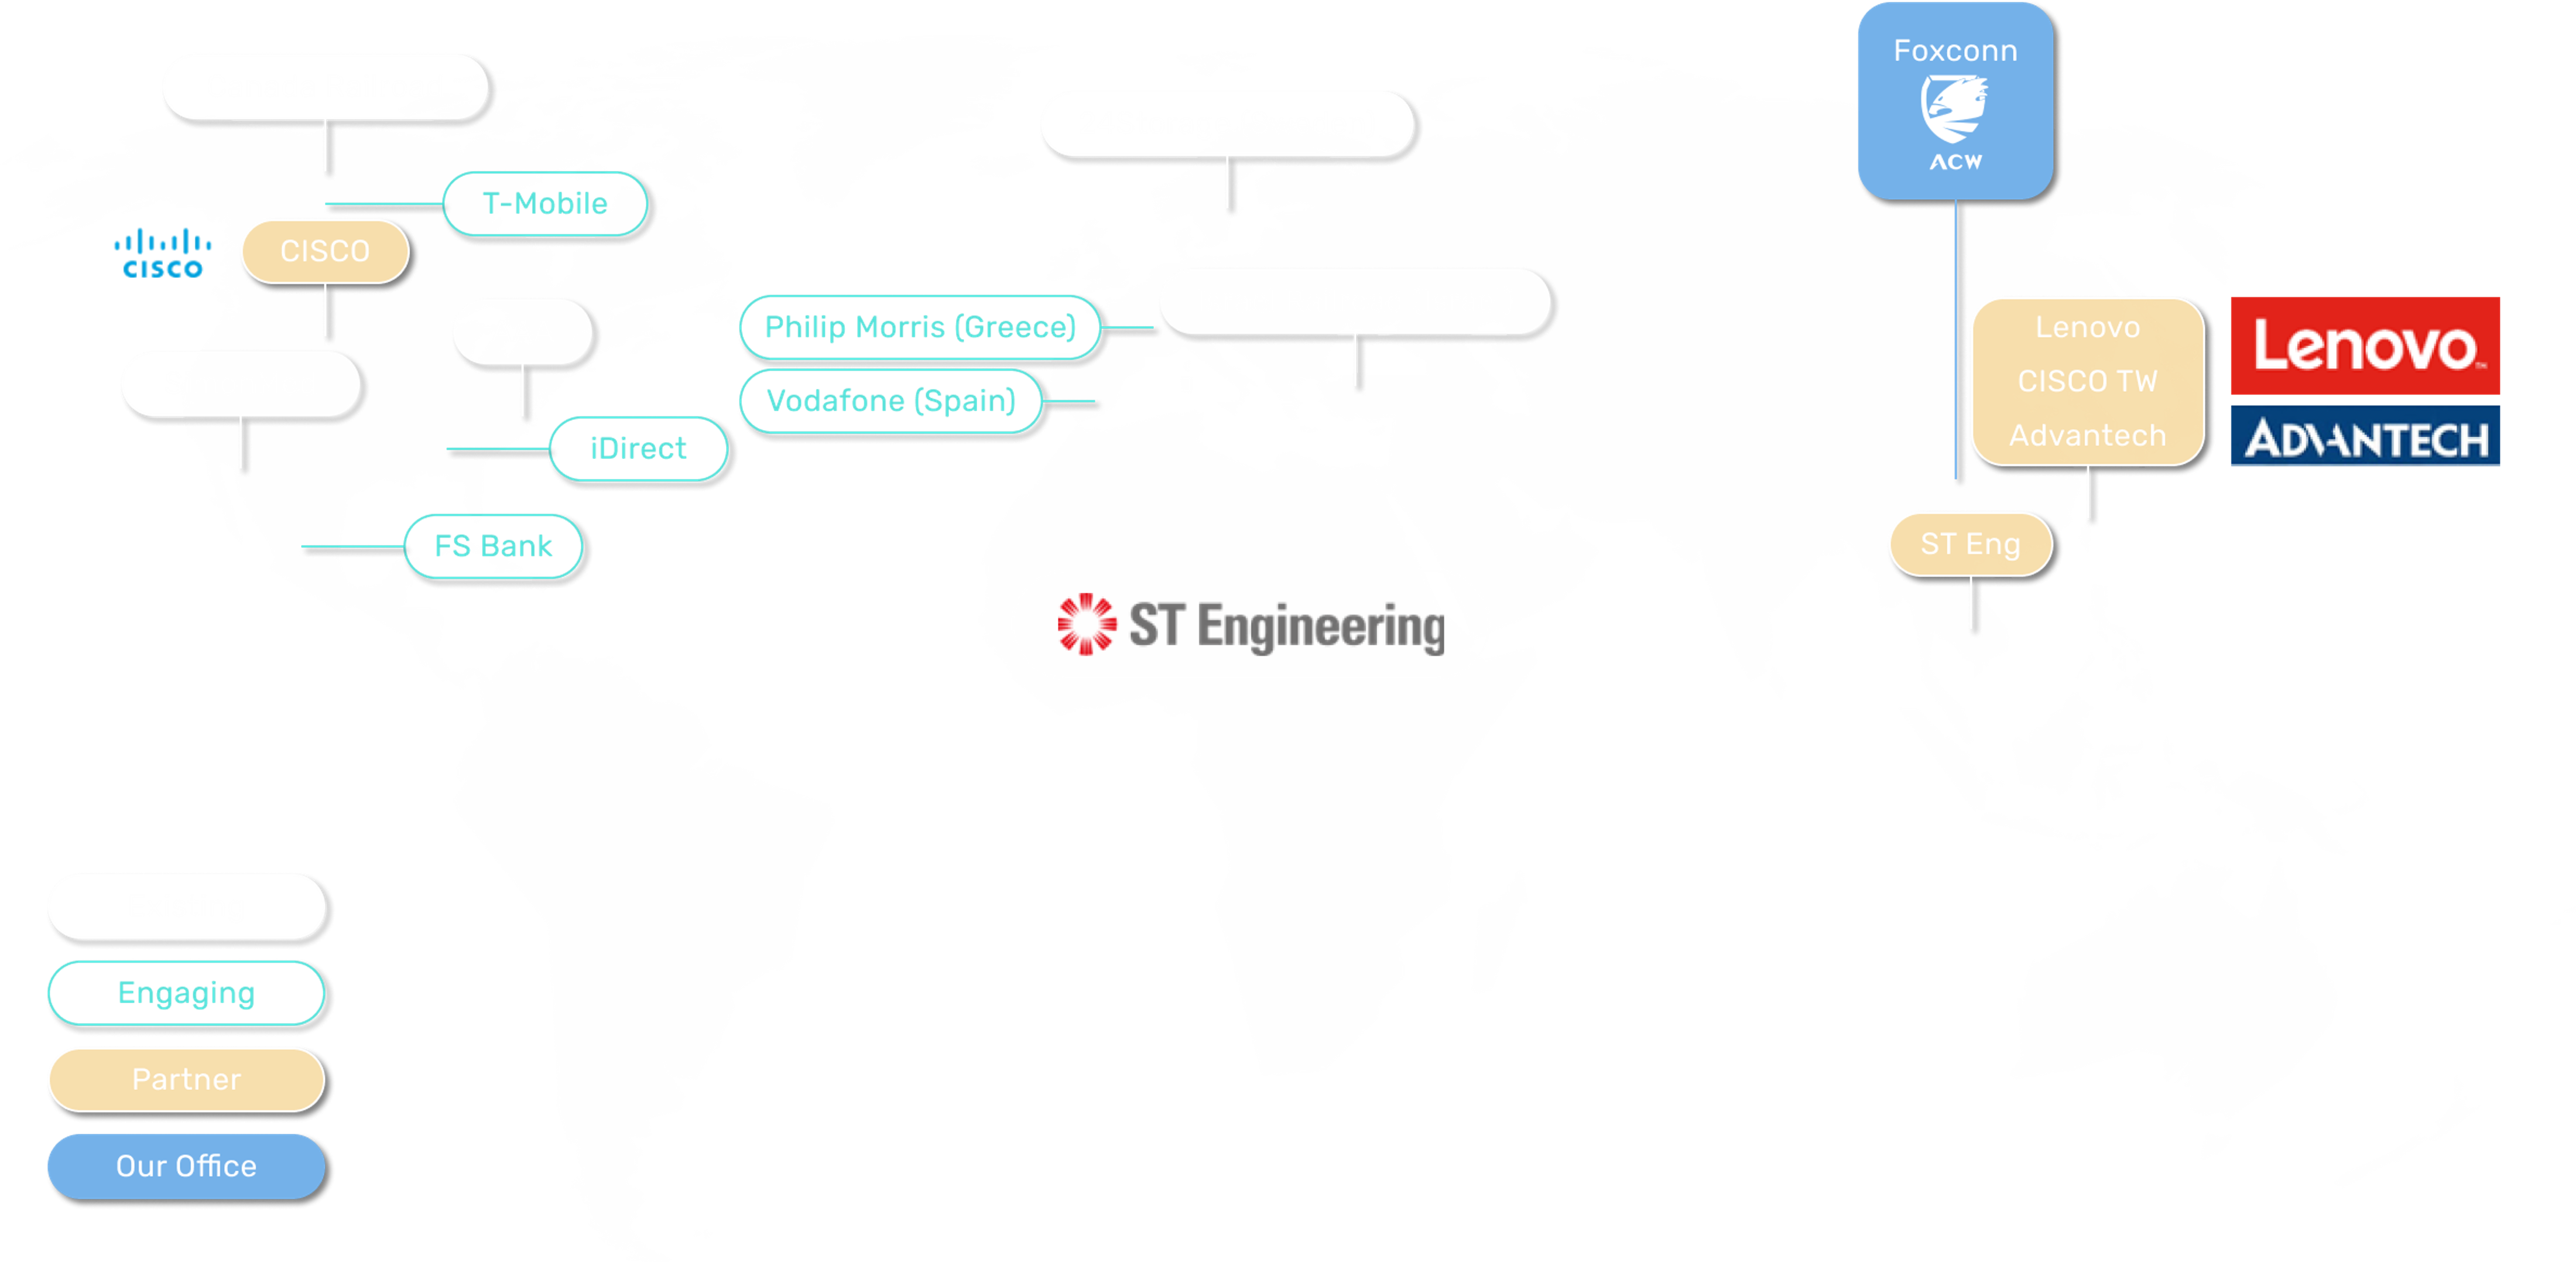 Foxconn
ACW
T-Mobile
CISCO
CISCO
Philip Morris (Greece)
Vodafone (Spain)
iDirect
FS Bank
Lenovo
CISCO TW
Advantech
Lenovo™
ADVANTECH
ST Eng
ST Engineering
Engaging
Partner
Our Office